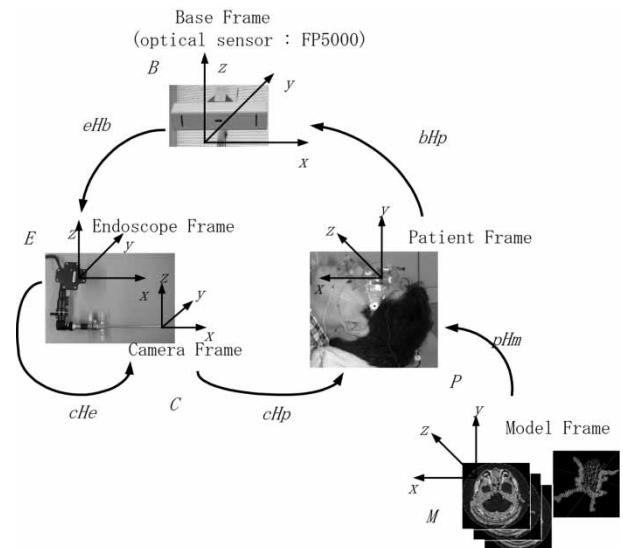 Base Frame
(optical sensor : FP5000)
B
z
y
x
eHb
bHp
E
z
Endoscope Frame
y
x
z
y
x
Camera Frame
y
z
Patient Frame
x
cHe
C
cHp
P
pHm
y
z
Model Frame
x
M